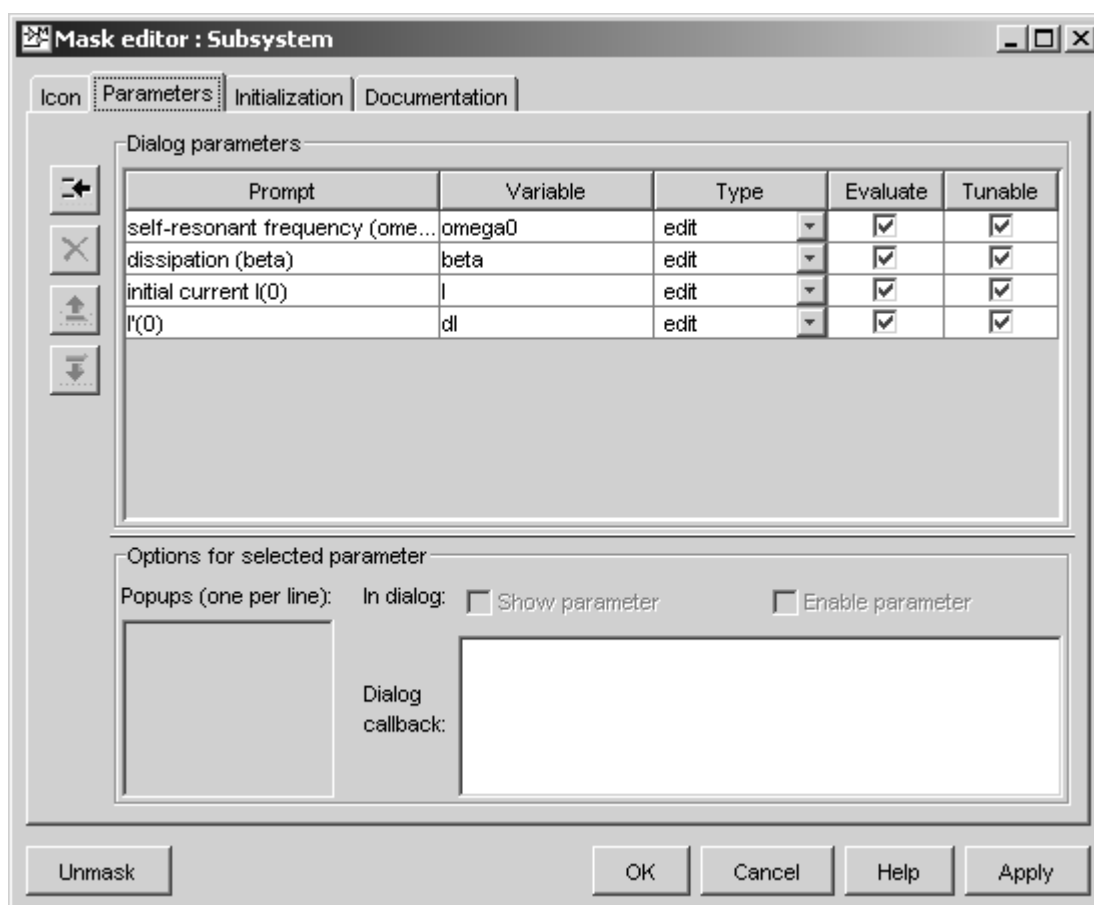 Mask editor : Subsystem
Icon Parameters Initialization Documentation
Dialog parameters
Prompt Variable Type Evaluate Tunable
self-resonant frequency (ome... omega0 edit
dissipation (beta) beta edit
initial current I(0) I edit
I'(0) dI edit
Options for selected parameter
Popups (one per line): In dialog: Show parameter Enable parameter
Dialog
callback:
Unmask OK Cancel Help Apply